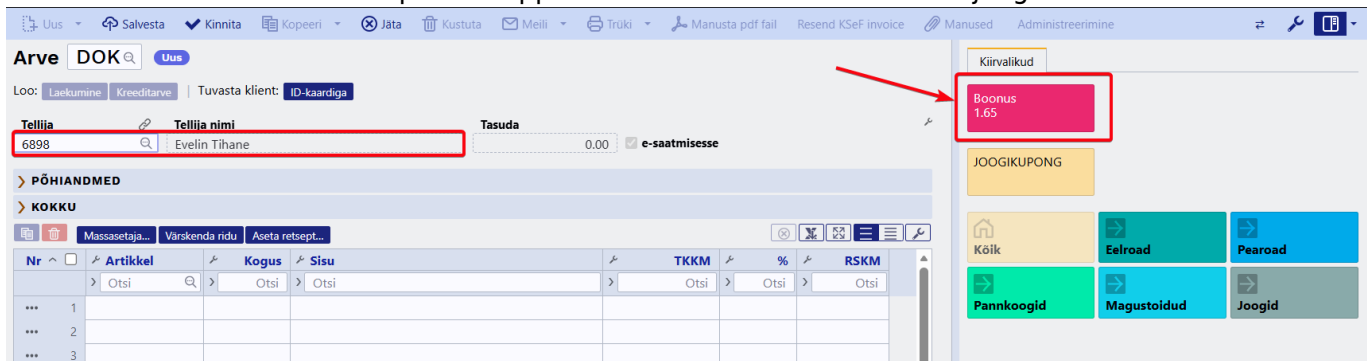 Uus Salvesta Kinnita Kopeeri Jäta Kustuta Meili Trüki Manusta pdf fail Resend KSeF invoice Manused Administreerimine
Arve DOK Uus
Loo: Laekumine Kreeditarve | Tuvasta klient: ID-kaardiga
Tellija Tellija nimi Tasuda
6898 Evelin Tihane 0.00 e-saatmisesse
PÕHIANDMED
KOKKU
Massasetaja... Värskenda ridu Aseta retsept...
Nr Artikkel Kogus Sisu TKKM % RSKM
Otsi Otsi Otsi Otsi Otsi Otsi
1
2
3
Kiirvalikud
Boonus
1.65
JOOGIKUPONG
Kõik Eelroad Pearoad
Pannkoogid Magustoidud Joogid